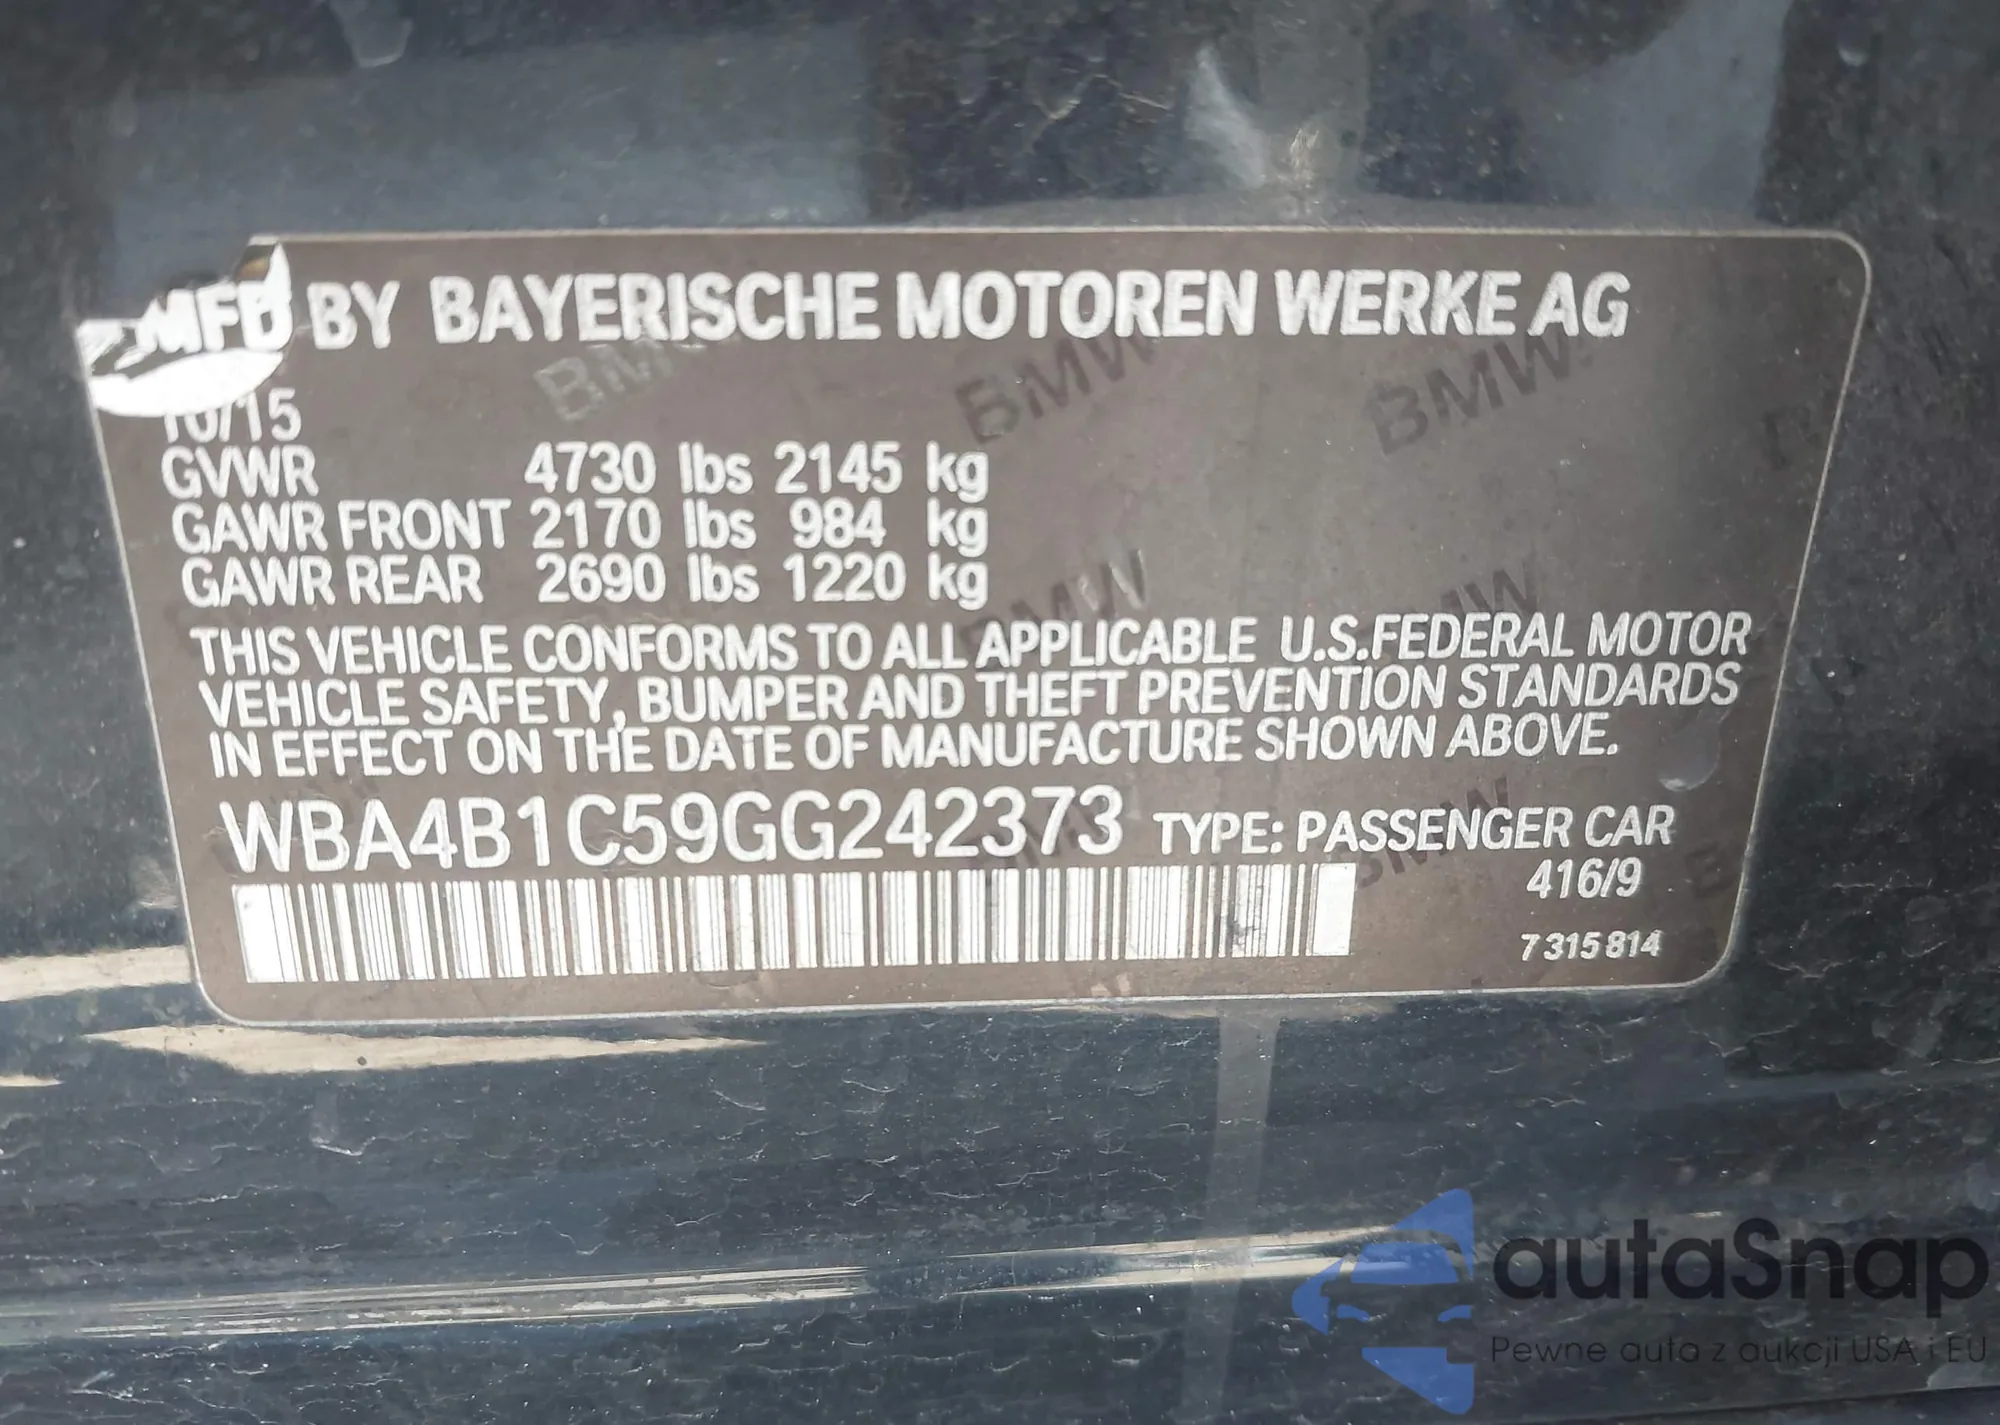 MFD BY BAYERISCHE MOTOREN WERKE AG
10/15
GVWR 4730 lbs 2145 kg
GAWR FRONT 2170 lbs 984 kg
GAWR REAR 2690 lbs 1220 kg
THIS VEHICLE CONFORMS TO ALL APPLICABLE U.S.FEDERAL MOTOR
VEHICLE SAFETY, BUMPER AND THEFT PREVENTION STANDARDS
IN EFFECT ON THE DATE OF MANUFACTURE SHOWN ABOVE.
WBA4B1C59GG242373 TYPE: PASSENGER CAR
416/9
7 315 814
BMW BMW BMW
BMW
BMW
autaSnap
Pewne auta z aukcji USA i EU